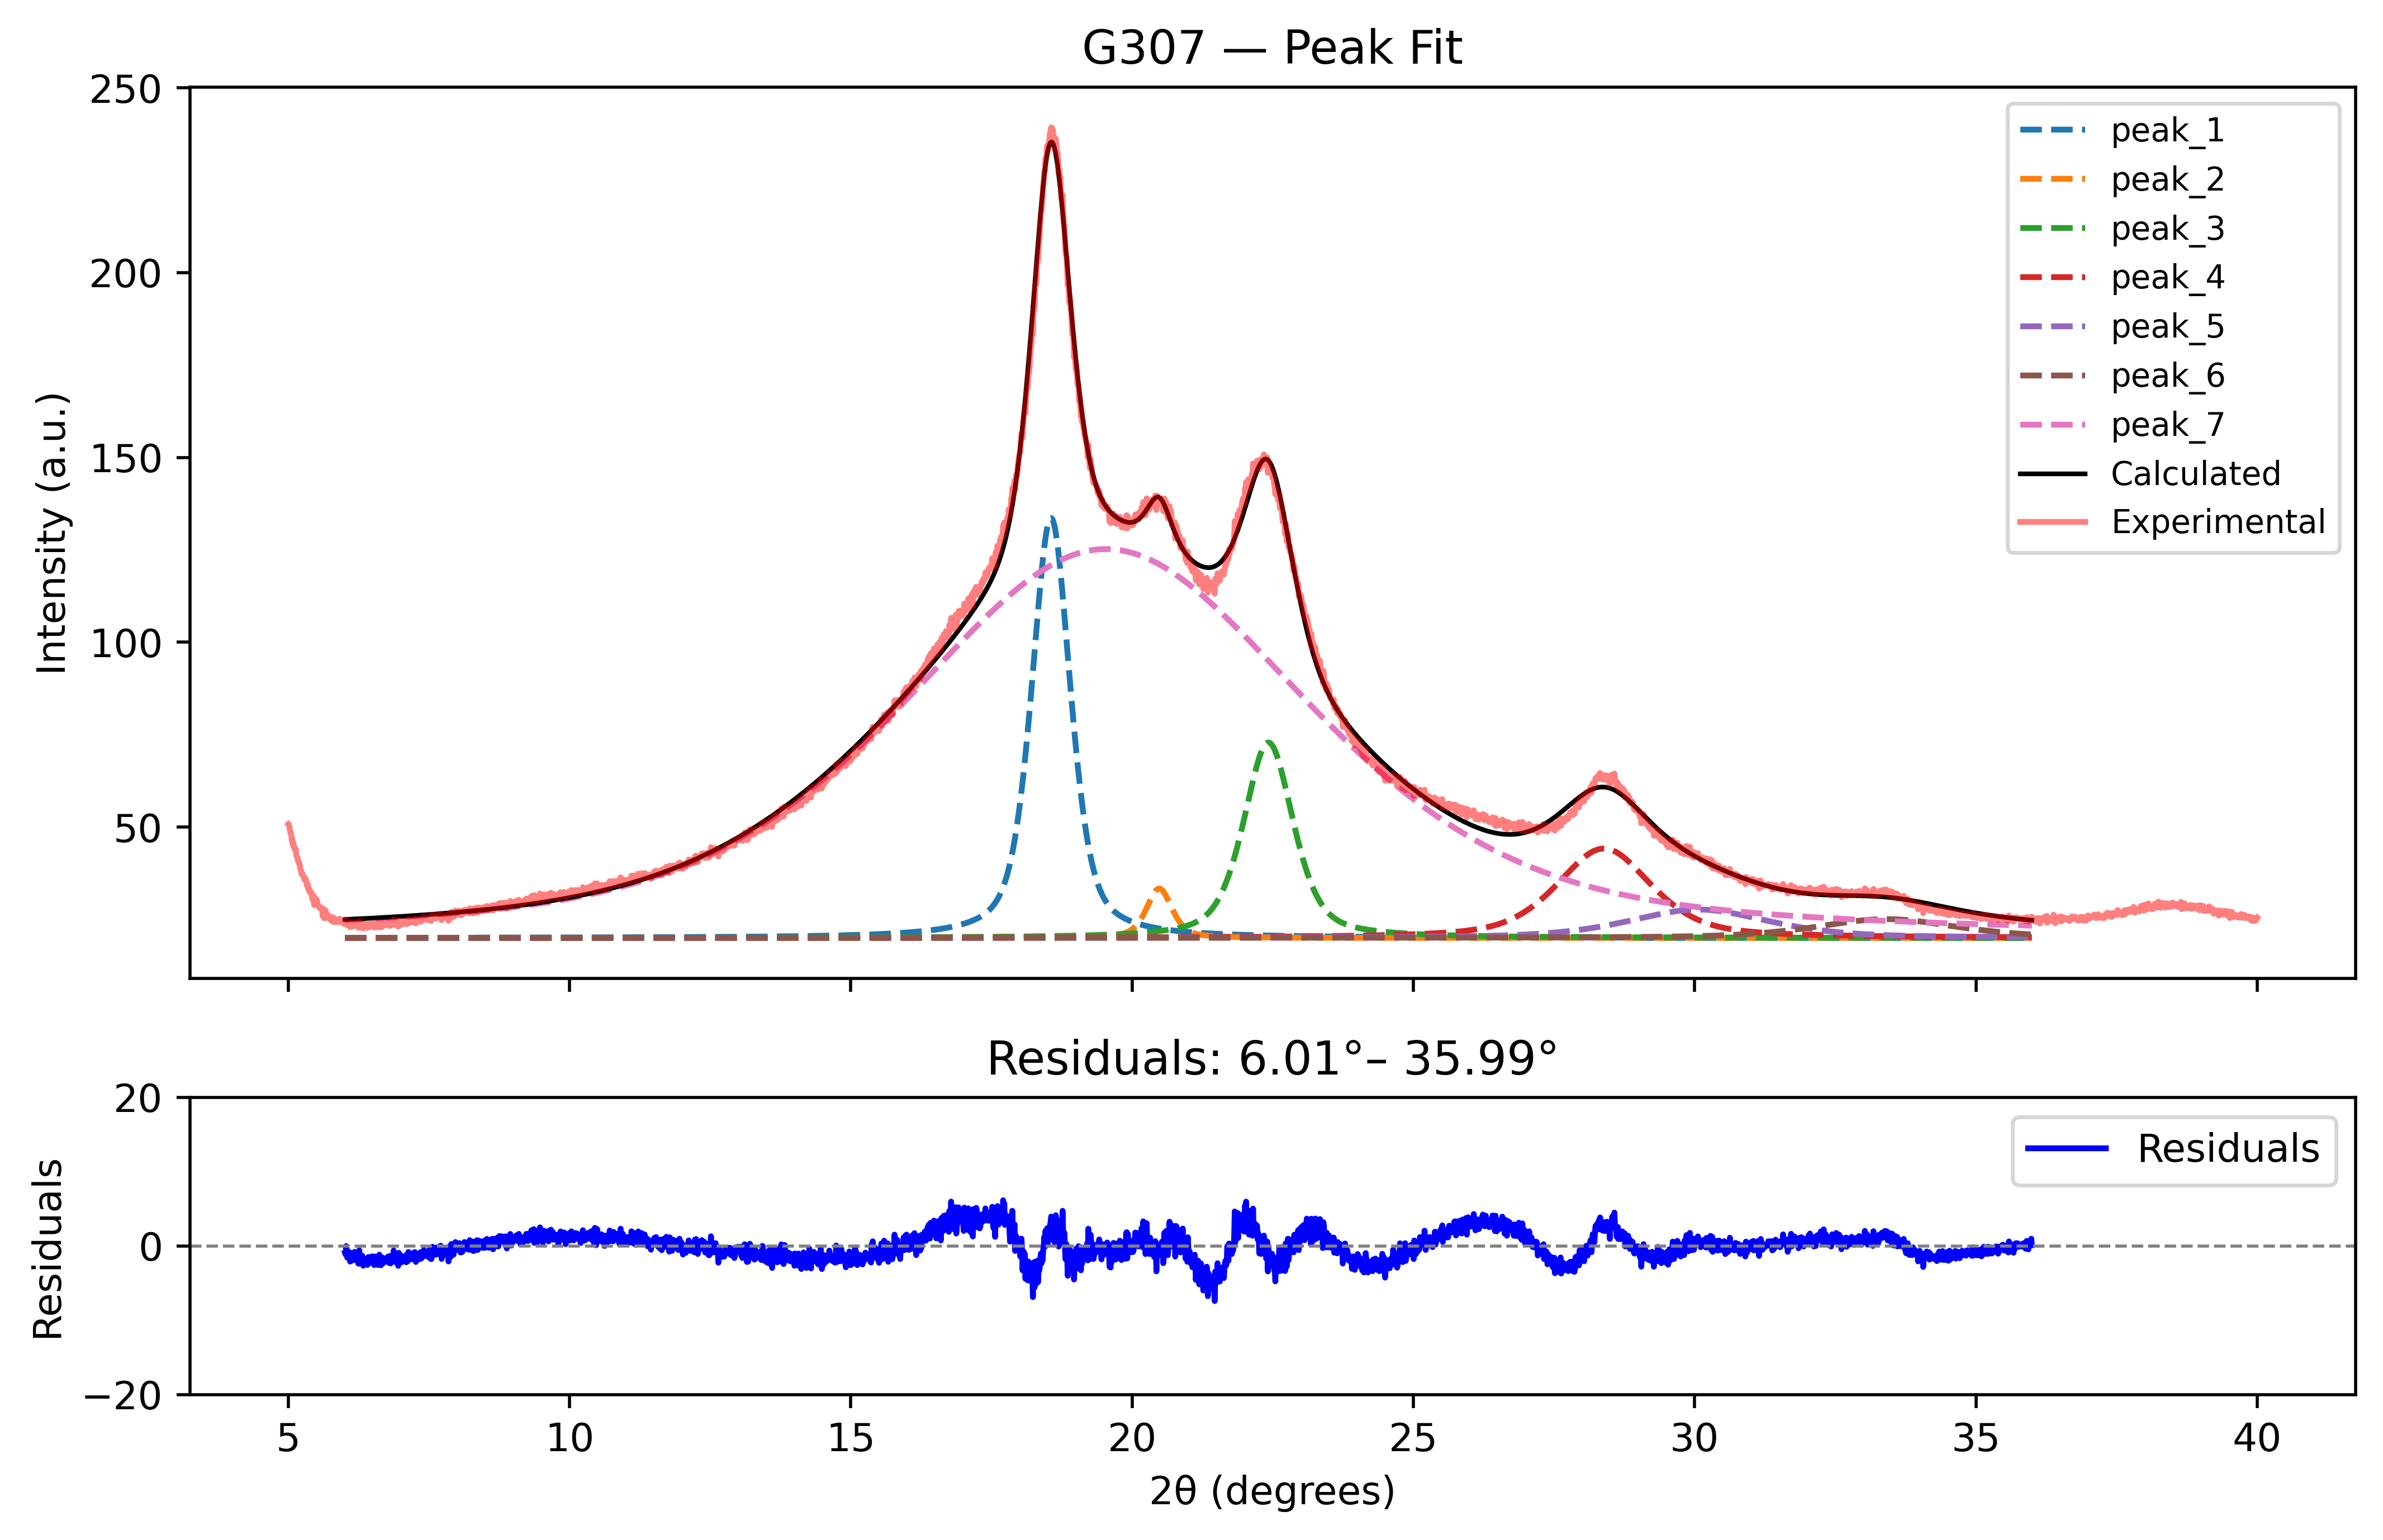 G307 — Peak Fit
250
200
150
100
50
Intensity (a.u.)
peak_1
peak_2
peak_3
peak_4
peak_5
peak_6
peak_7
Calculated
Experimental
Residuals: 6.01°– 35.99°
20
0
−20
Residuals
Residuals
5 10 15 20 25 30 35 40
2θ (degrees)